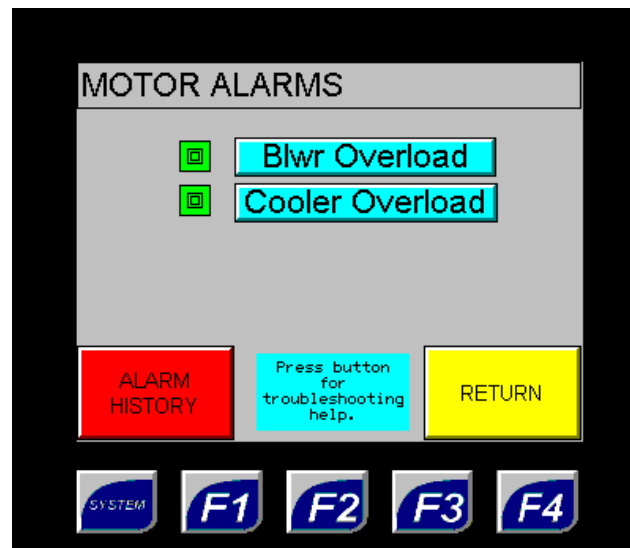 MOTOR ALARMS
Blwr Overload
Cooler Overload
ALARM
HISTORY
Press button
for
troubleshooting
help.
RETURN
SYSTEM F1 F2 F3 F4